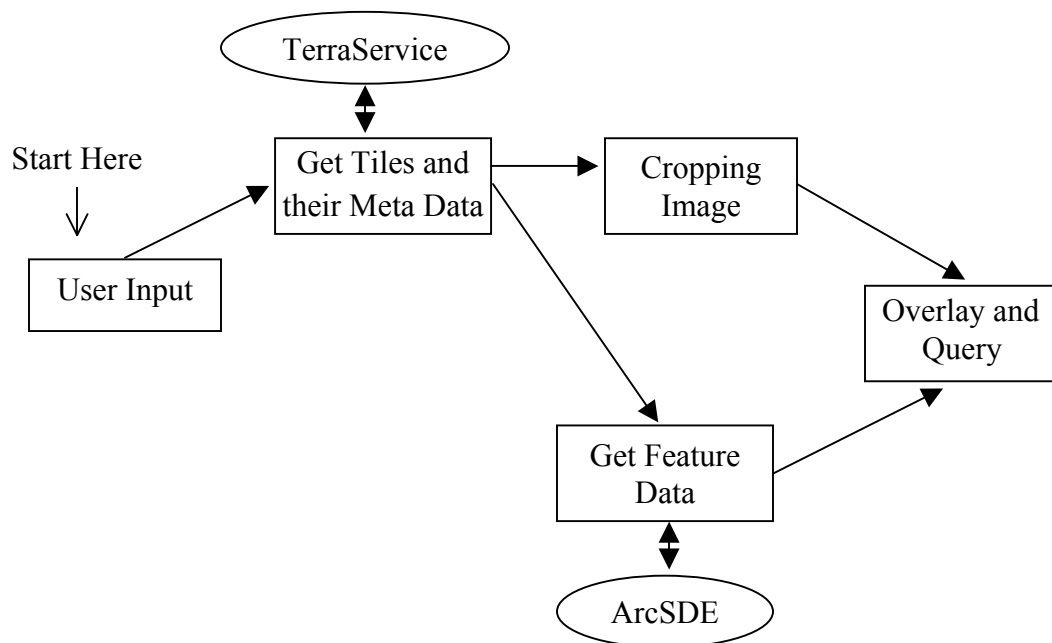 TerraService
Start Here
Get Tiles and
their Meta Data
Cropping
Image
User Input
Overlay and
Query
Get Feature
Data
ArcSDE